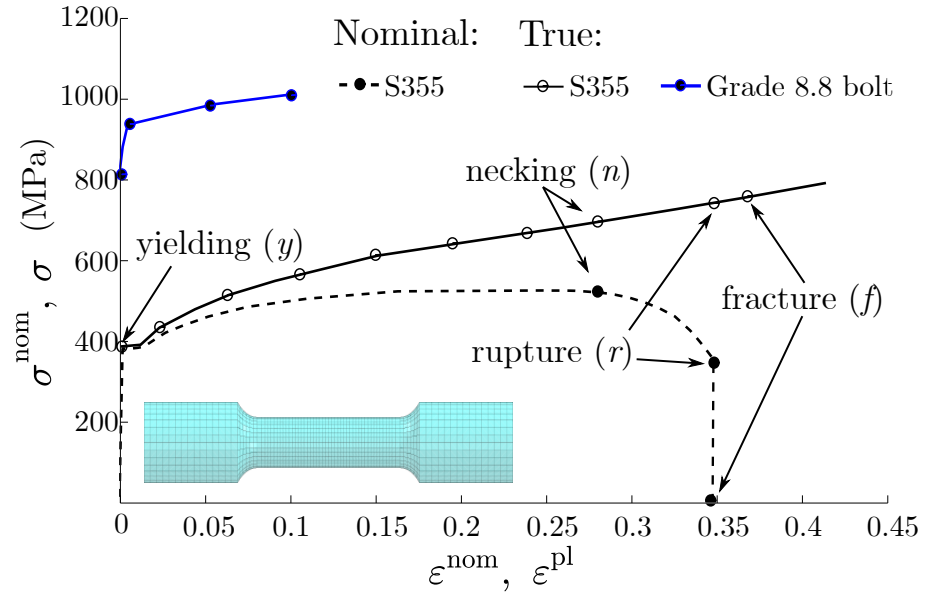 1200
Nominal: True:
S355 S355 Grade 8.8 bolt
1000
necking (n)
800
yielding (y)
600
fracture (f)
400
rupture (r)
200
0 0.05 0.1 0.15 0.2 0.25 0.3 0.35 0.4 0.45
σ^nom, σ (MPa)
ε^nom, ε^pl